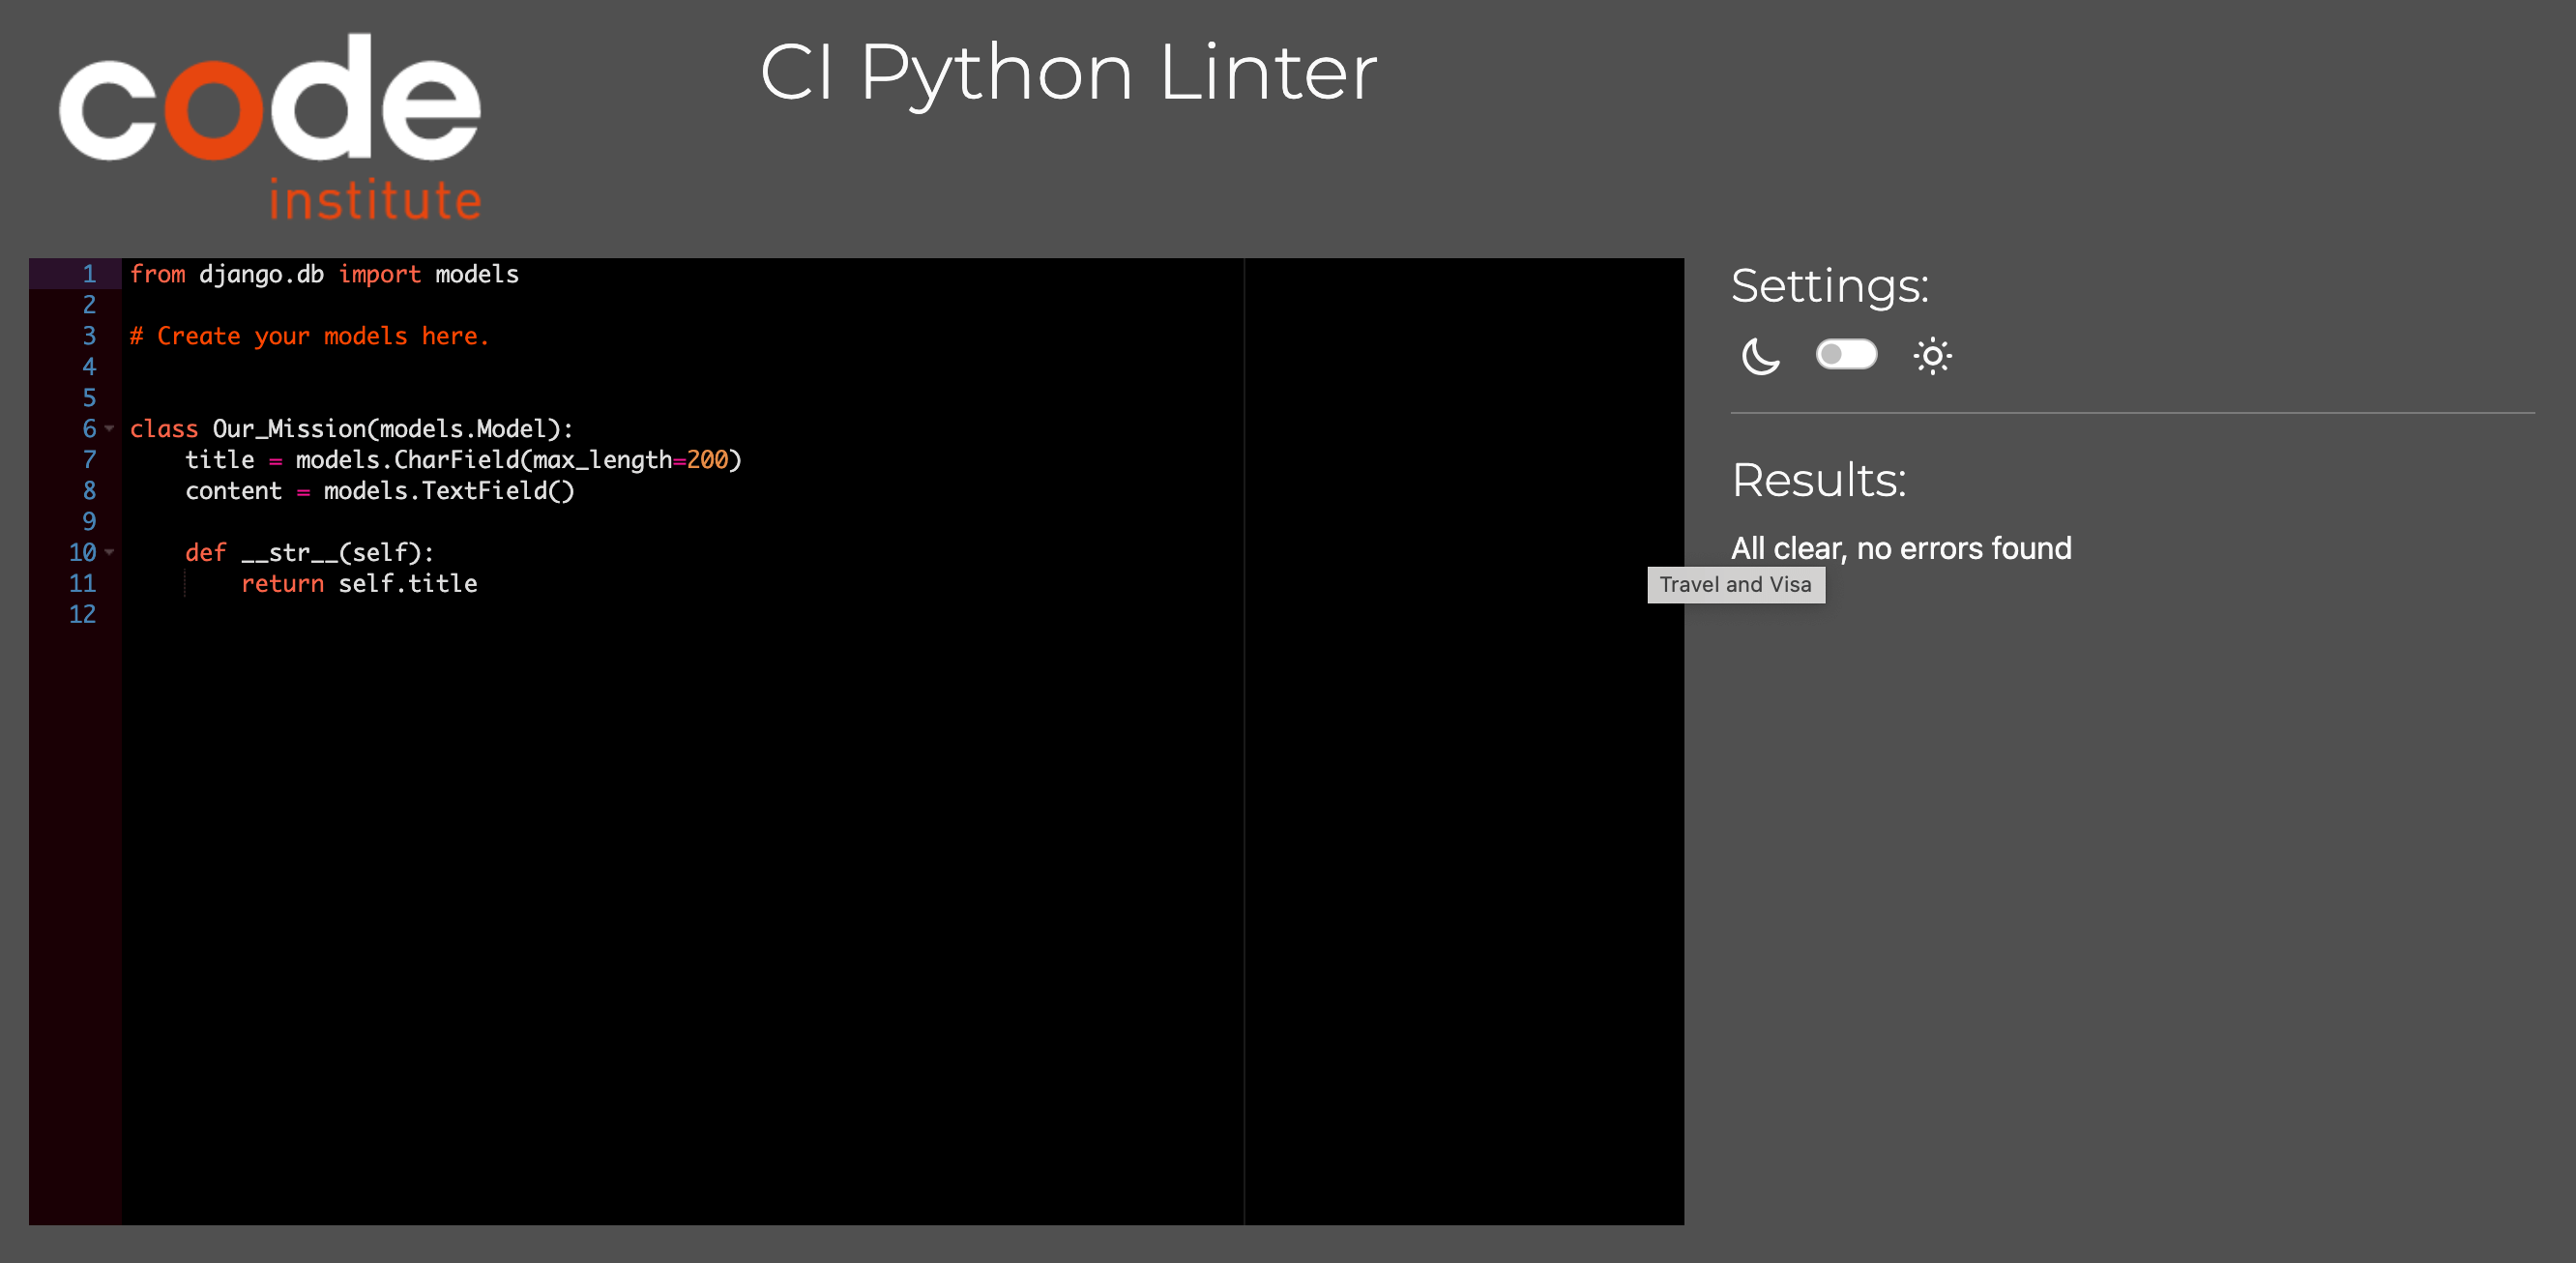 code
institute
CI Python Linter
1 from django.db import models
2
3 # Create your models here.
4
5
6 class Our_Mission(models.Model):
7     title = models.CharField(max_length=200)
8     content = models.TextField()
9
10     def __str__(self):
11         return self.title
12
Settings:
Results:
All clear, no errors found
Travel and Visa